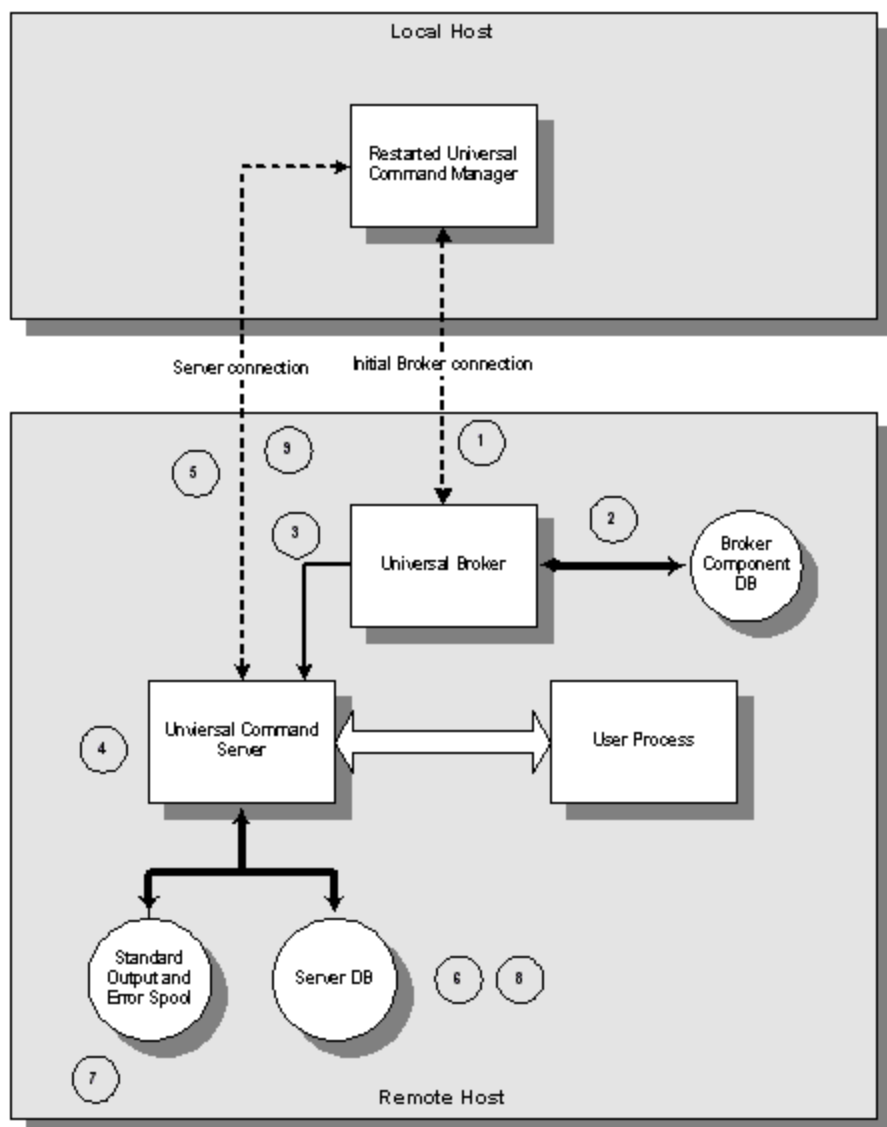 Local Host
Restarted Universal
Command Manager
Server connection
Initial Broker connection
1
9
5
2
3
Universal Broker
Broker
Component
DB
Unviersal Command
Server
User Process
4
Standard
Output and
Error Spool
Server DB
6
8
7
Remote Host